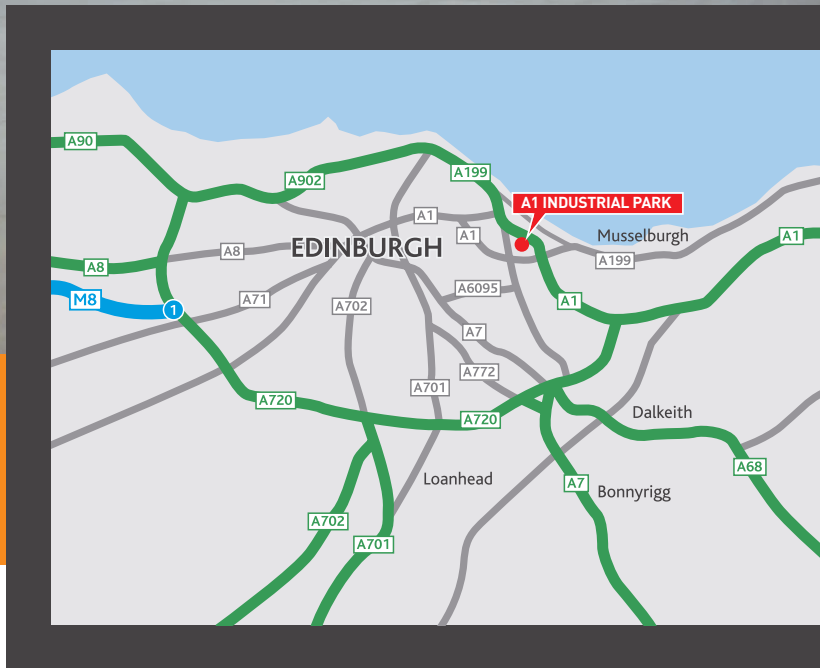 A90
A902
A199
A1 INDUSTRIAL PARK
A1
A1
Musselburgh
A1
A8
EDINBURGH
A199
A8
M8
1
A71
A702
A6095
A1
A7
A772
A701
A720
A720
Dalkeith
Loanhead
A68
A7
Bonnyrigg
A702
A701